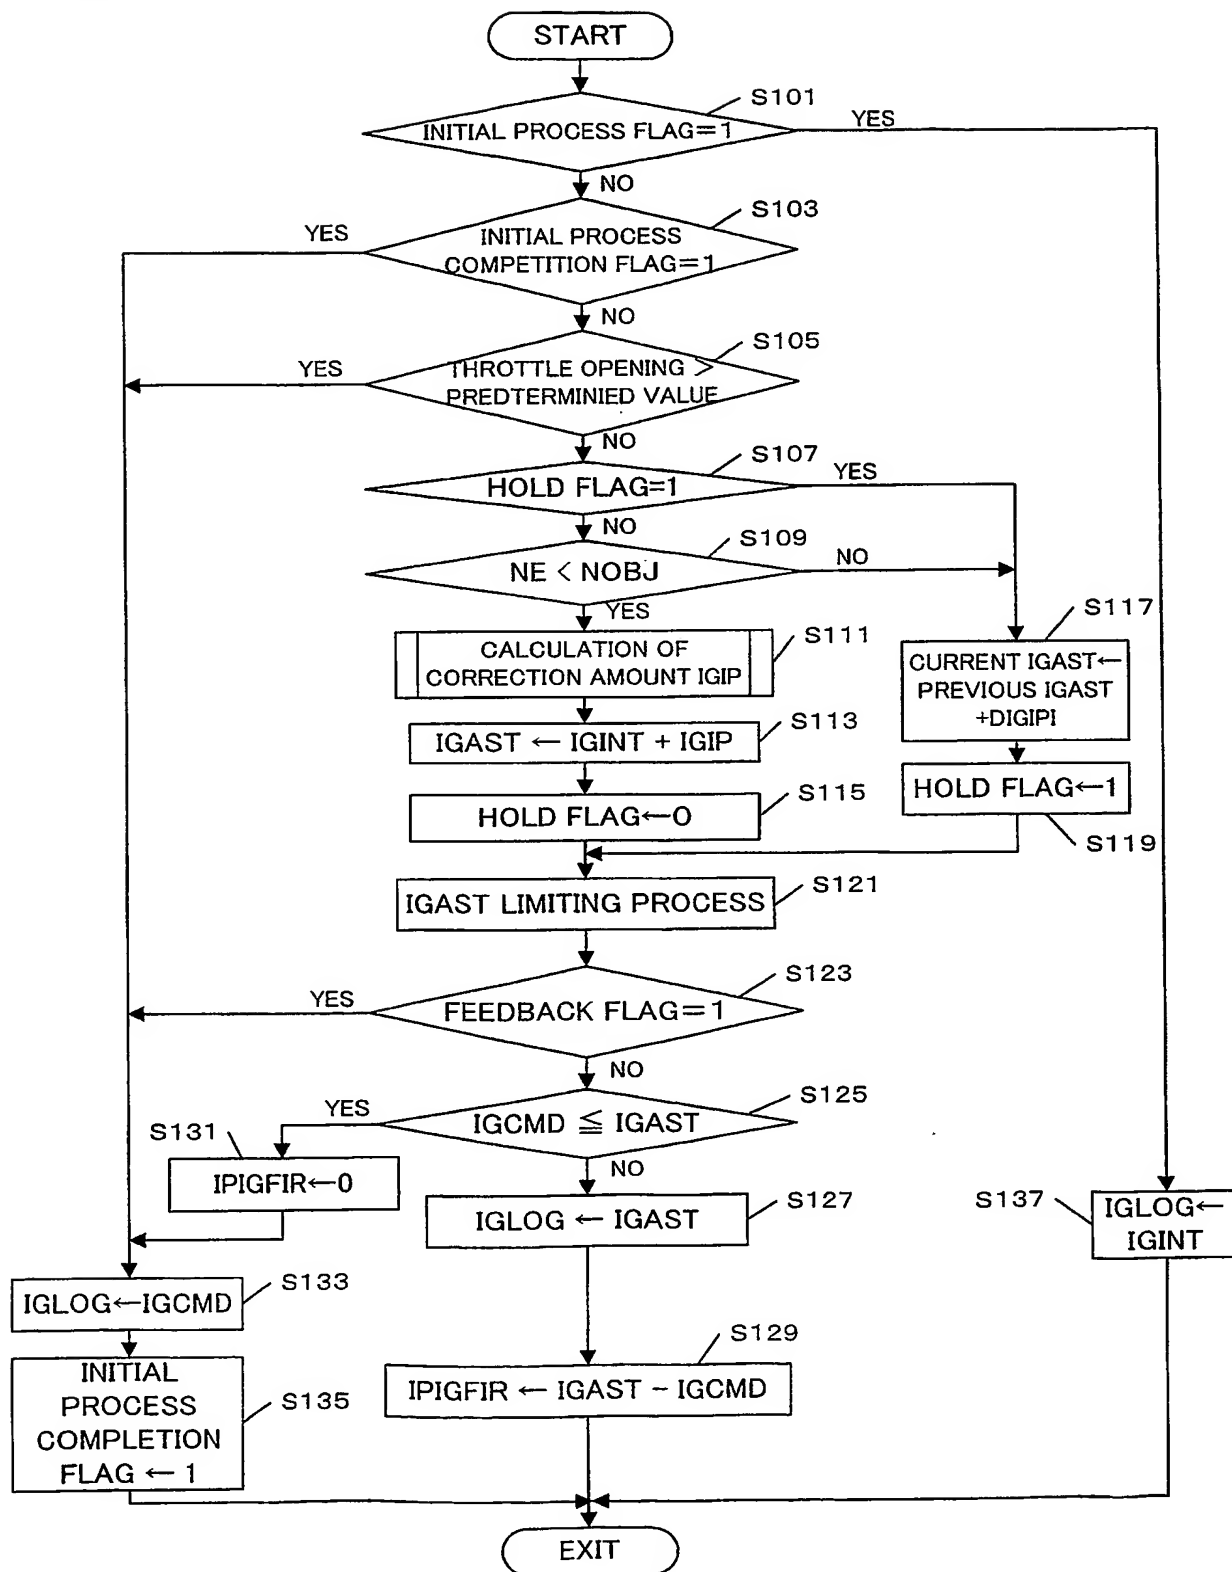 START
S101
INITIAL PROCESS FLAG=1
YES
NO
S103
YES
INITIAL PROCESS
COMPETITION FLAG=1
NO
S105
YES
THROTTLE OPENING >
PREDTERMINIED VALUE
NO
S107
HOLD FLAG=1
YES
NO
S109
NE < NOBJ
NO
YES
S111
CALCULATION OF
CORRECTION AMOUNT IGIP
S117
CURRENT IGAST←
PREVIOUS IGAST
+DIGIPI
S113
IGAST ← IGINT + IGIP
S115
HOLD FLAG←0
HOLD FLAG←1
S119
S121
IGAST LIMITING PROCESS
S123
YES
FEEDBACK FLAG=1
NO
S125
YES
IGCMD ≦ IGAST
S131
NO
IPIGFIR←0
S127
IGLOG ← IGAST
S137
IGLOG←
IGINT
S133
IGLOG←IGCMD
S129
IPIGFIR ← IGAST − IGCMD
INITIAL
PROCESS
COMPLETION
FLAG ← 1
S135
EXIT